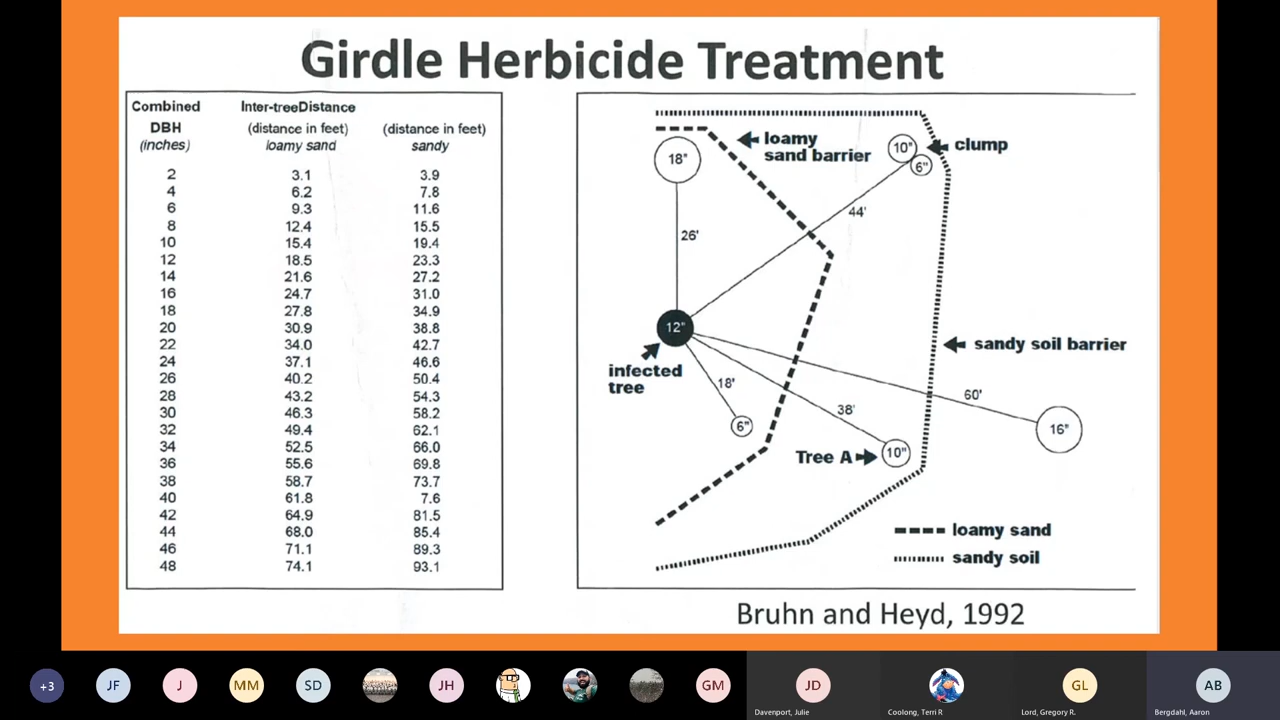 Girdle Herbicide Treatment
Combined Inter-treeDistance
DBH (distance in feet) (distance in feet)
(inches) loamy sand sandy
2 3.1 3.9
4 6.2 7.8
6 9.3 11.6
8 12.4 15.5
10 15.4 19.4
12 18.5 23.3
14 21.6 27.2
16 24.7 31.0
18 27.8 34.9
20 30.9 38.8
22 34.0 42.7
24 37.1 46.6
26 40.2 50.4
28 43.2 54.3
30 46.3 58.2
32 49.4 62.1
34 52.5 66.0
36 55.6 69.8
38 58.7 73.7
40 61.8 7.6
42 64.9 81.5
44 68.0 85.4
46 71.1 89.3
48 74.1 93.1
loamy
sand barrier
10"
clump
18"
6"
44'
26'
12"
sandy soil barrier
infected
tree
18'
60'
38'
6"
16"
Tree A
10"
loamy sand
sandy soil
Bruhn and Heyd, 1992
+3
JF
J
MM
SD
JH
GM
JD
GL
AB
Davenport, Julie
Coolong, Terri R
Lord, Gregory R.
Bergdahl, Aaron